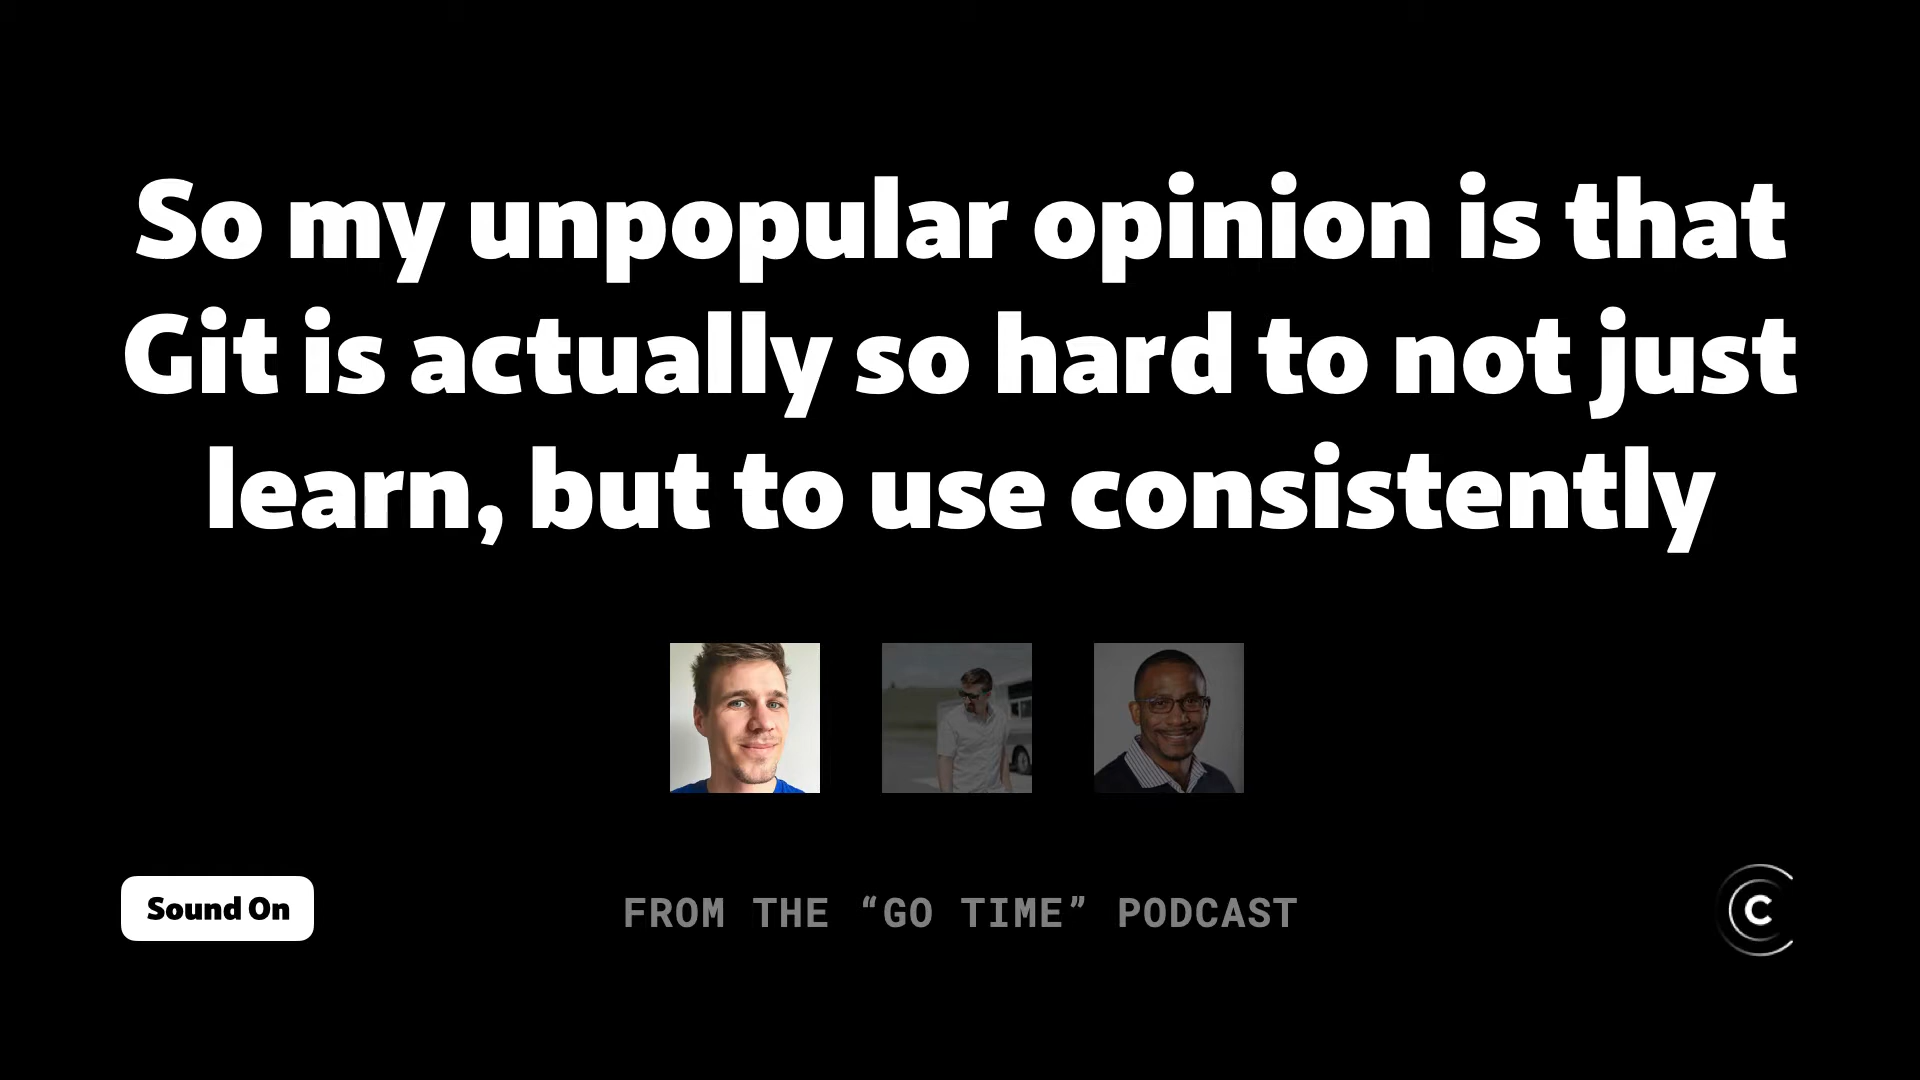 So my unpopular opinion is that
Git is actually so hard to not just
learn, but to use consistently
Sound On
FROM THE “GO TIME” PODCAST
C